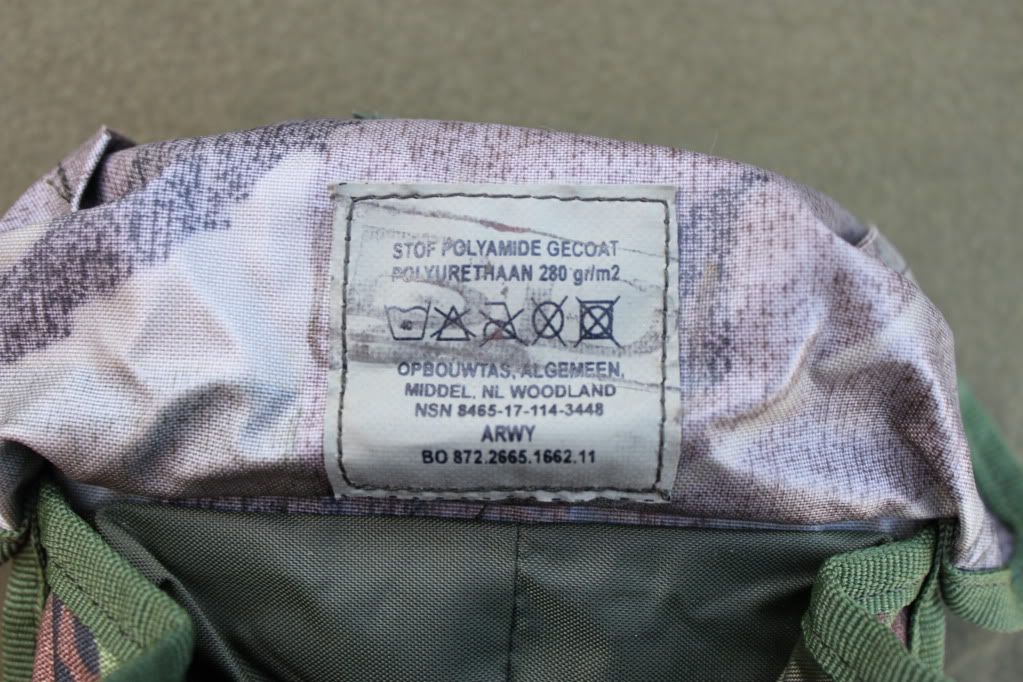 STOF POLYAMIDE GECOAT
POLYURETHAAN 280 gr/m2
40
OPBOUWTAS, ALGEMEEN,
MIDDEL, NL WOODLAND
NSN 8465-17-114-3448
ARWY
BO 872.2665.1662.11